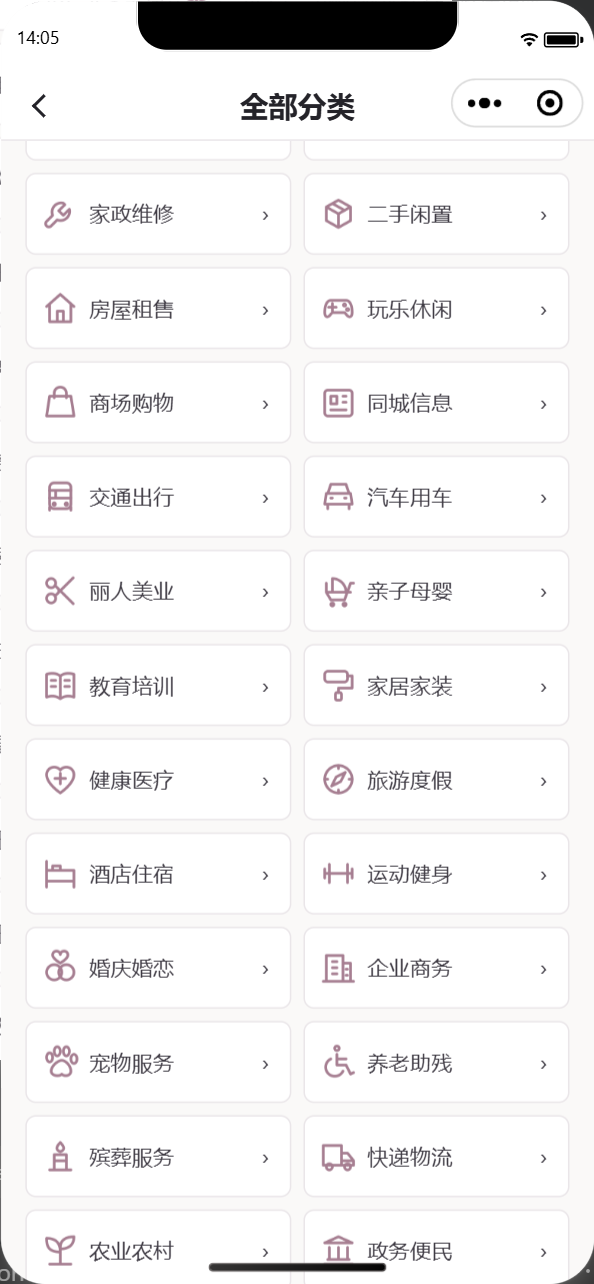 14:05
全部分类
家政维修 ›
二手闲置 ›
房屋租售 ›
玩乐休闲 ›
商场购物 ›
同城信息 ›
交通出行 ›
汽车用车 ›
丽人美业 ›
亲子母婴 ›
教育培训 ›
家居家装 ›
健康医疗 ›
旅游度假 ›
酒店住宿 ›
运动健身 ›
婚庆婚恋 ›
企业商务 ›
宠物服务 ›
养老助残 ›
殡葬服务 ›
快递物流 ›
农业农村 ›
政务便民 ›